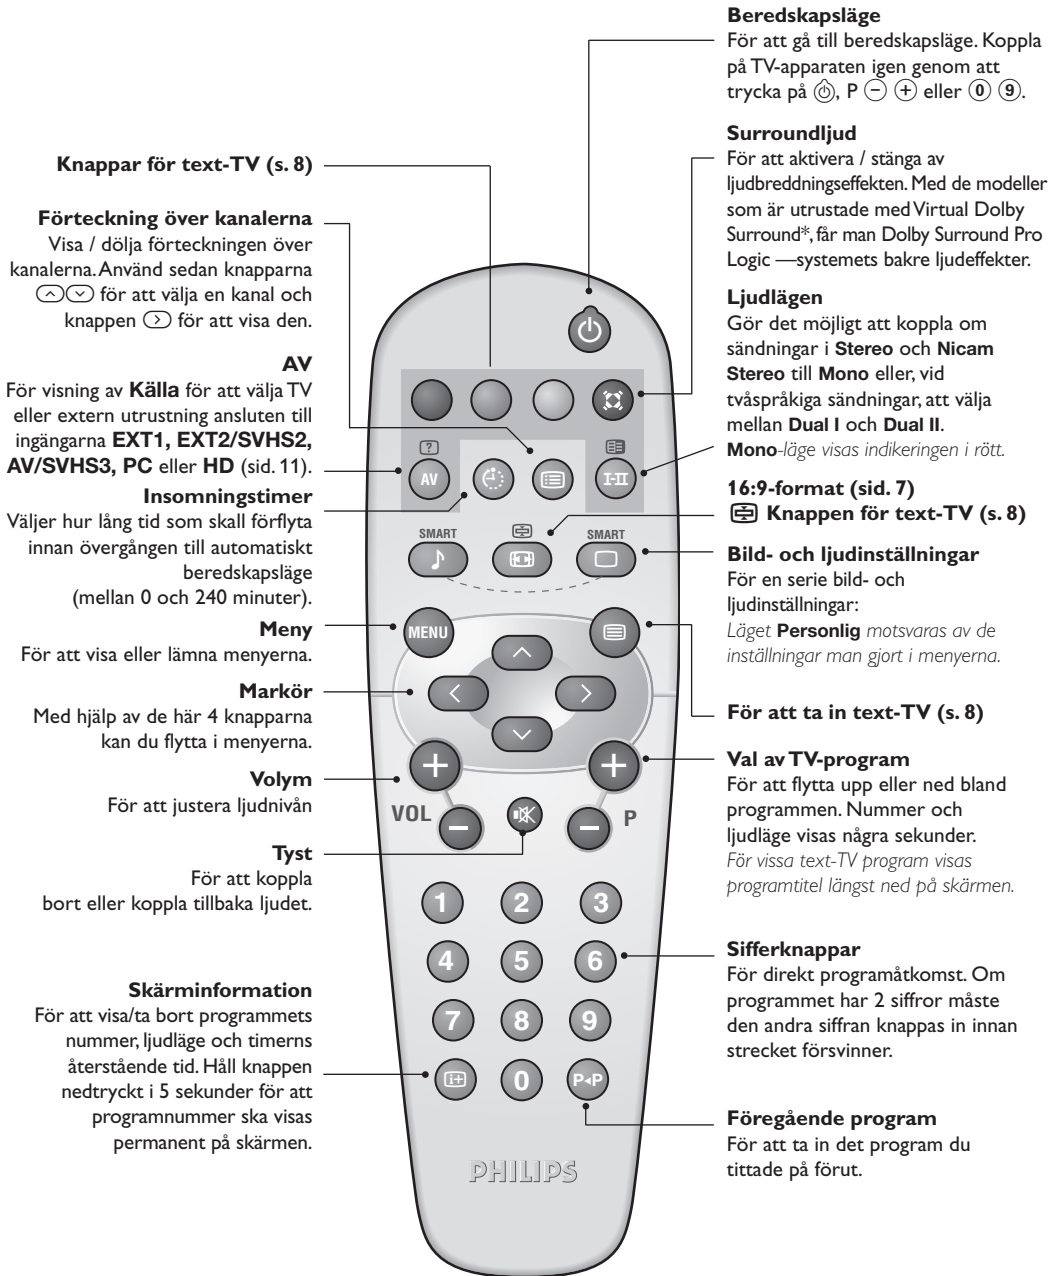 Beredskapsläge
För att gå till beredskapsläge. Koppla
på TV-apparaten igen genom att
trycka på ⏻, P − + eller 0 9.
Surroundljud
För att aktivera / stänga av
ljudbreddningseffekten. Med de modeller
som är utrustade med Virtual Dolby
Surround*, får man Dolby Surround Pro
Logic —systemets bakre ljudeffekter.
Ljudlägen
Gör det möjligt att koppla om
sändningar i Stereo och Nicam
Stereo till Mono eller, vid
tvåspråkiga sändningar, att välja
mellan Dual I och Dual II.
Mono-läge visas indikeringen i rött.
16:9-format (sid. 7)
Knappen för text-TV (s. 8)
Bild- och ljudinställningar
För en serie bild- och
ljudinställningar:
Läget Personlig motsvaras av de
inställningar man gjort i menyerna.
För att ta in text-TV (s. 8)
Val av TV-program
För att flytta upp eller ned bland
programmen. Nummer och
ljudläge visas några sekunder.
För vissa text-TV program visas
programtitel längst ned på skärmen.
Sifferknappar
För direkt programåtkomst. Om
programmet har 2 siffror måste
den andra siffran knappas in innan
strecket försvinner.
Föregående program
För att ta in det program du
tittade på förut.
Knappar för text-TV (s. 8)
Förteckning över kanalerna
Visa / dölja förteckningen över
kanalerna. Använd sedan knapparna
för att välja en kanal och
knappen > för att visa den.
AV
För visning av Källa för att välja TV
eller extern utrustning ansluten till
ingångarna EXT1, EXT2/SVHS2,
AV/SVHS3, PC eller HD (sid. 11).
Insomningstimer
Väljer hur lång tid som skall förflyta
innan övergången till automatiskt
beredskapsläge
(mellan 0 och 240 minuter).
Meny
För att visa eller lämna menyerna.
Markör
Med hjälp av de här 4 knapparna
kan du flytta i menyerna.
Volym
För att justera ljudnivån
Tyst
För att koppla
bort eller koppla tillbaka ljudet.
Skärminformation
För att visa/ta bort programmets
nummer, ljudläge och timerns
återstående tid. Håll knappen
nedtryckt i 5 sekunder för att
programnummer ska visas
permanent på skärmen.
?
AV I-II
SMART SMART
MENU
+ +
VOL − − P
1 2 3
4 5 6
7 8 9
i+ 0 P◂P
PHILIPS